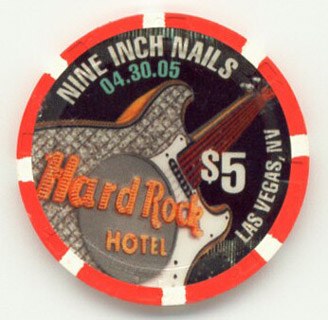 NINE INCH NAILS
04.30.05
$5
Hard Rock
HOTEL
LAS VEGAS, NV